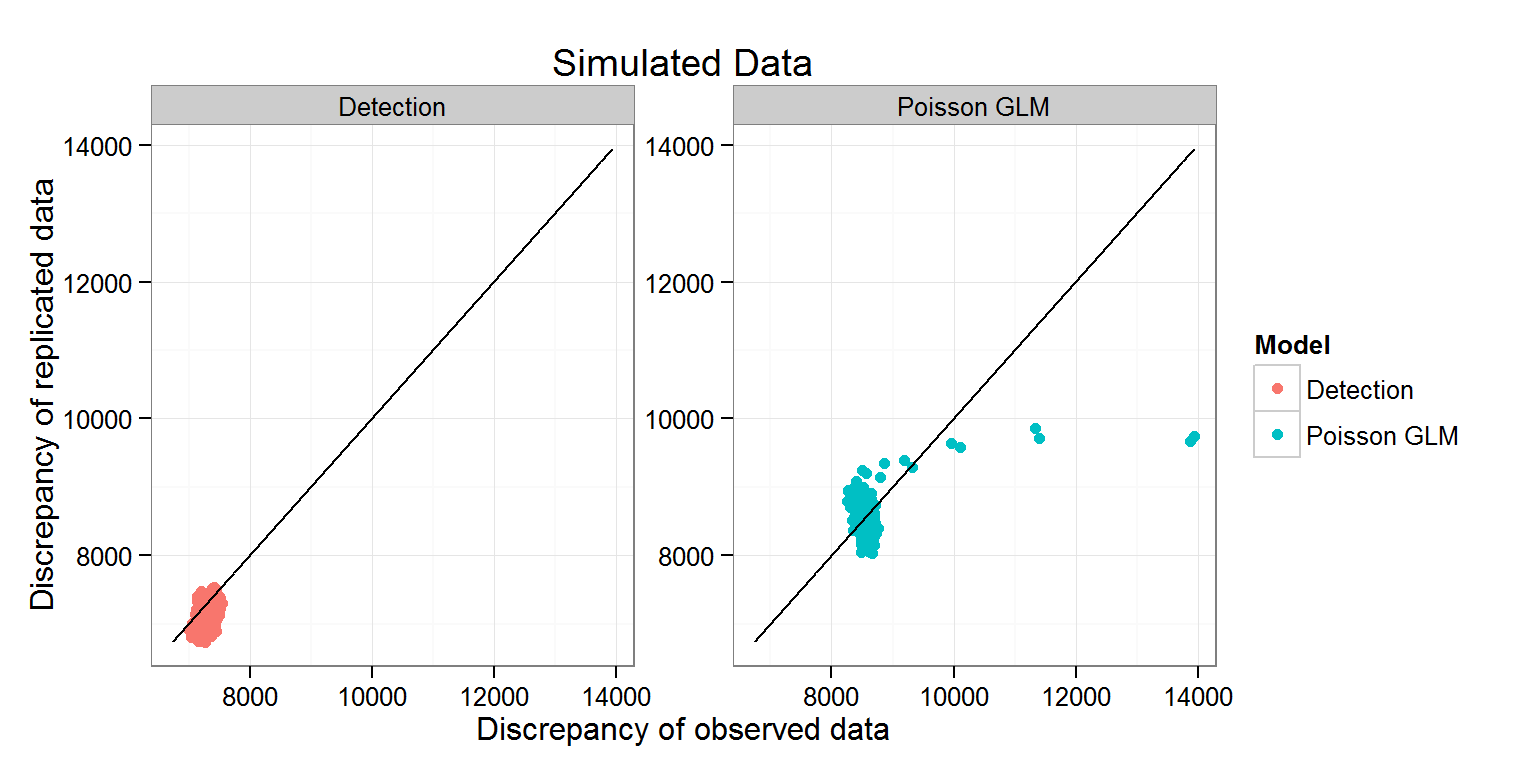 Simulated Data
Detection
Poisson GLM
Discrepancy of replicated data
14000
12000
10000
8000
14000
12000
10000
8000
8000 10000 12000 14000
8000 10000 12000 14000
Discrepancy of observed data
Model
Detection
Poisson GLM